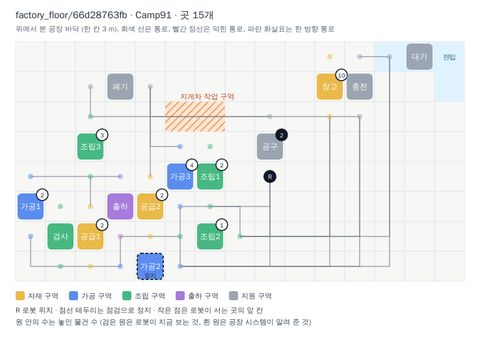 factory_floor/66d28763fb · Camp91 · 곳 15개
위에서 본 공장 바닥 (한 칸 3 m). 회색 선은 통로, 빨간 점선은 막힌 통로, 파란 화살표는 한 방향 통로
대기
진입
10
창고
충전
폐기
지게차 작업 구역
3
조립3
2
공구
4
가공3
2
조립1
R
2
가공1
출하
2
공급2
검사
2
공급1
1
조립2
가공2
자재 구역
가공 구역
조립 구역
출하 구역
지원 구역
R 로봇 위치 · 점선 테두리는 점검으로 정지 · 작은 점은 로봇이 서는 곳의 앞 칸
원 안의 수는 놓인 물건 수 (검은 원은 로봇이 지금 보는 것, 흰 원은 공장 시스템이 알려 준 것)